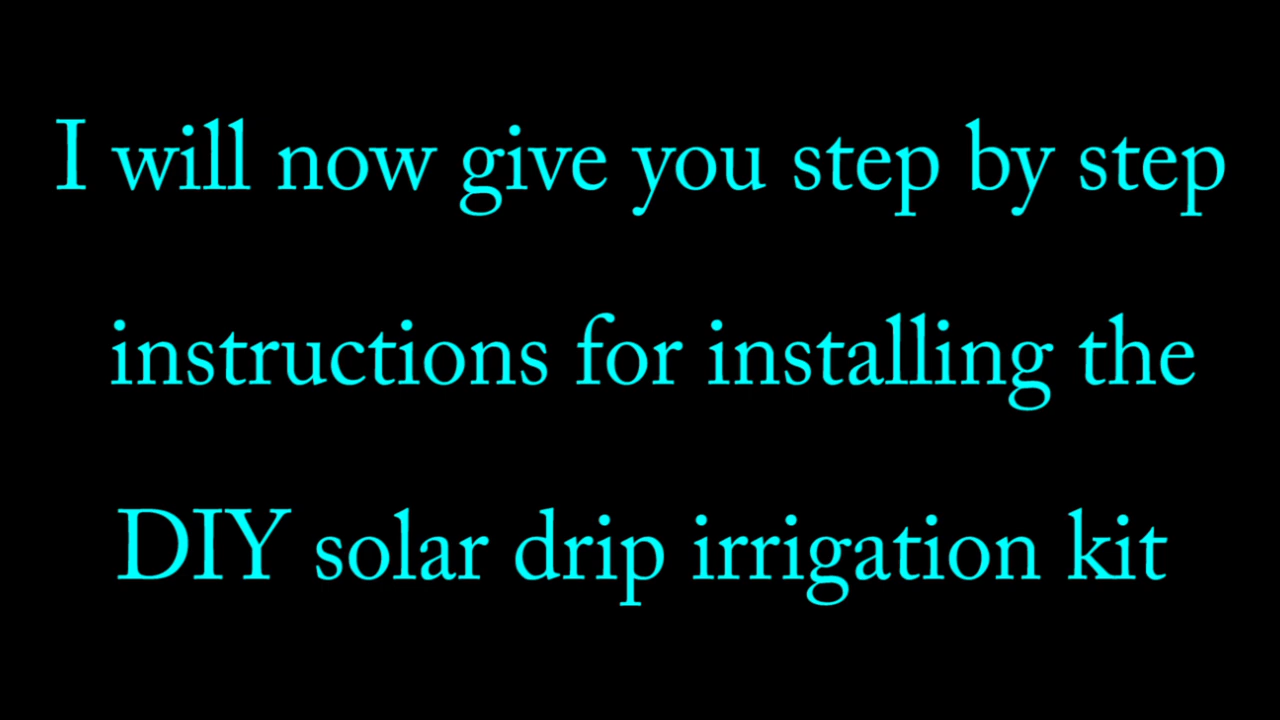 I will now give you step by step
instructions for installing the
DIY solar drip irrigation kit